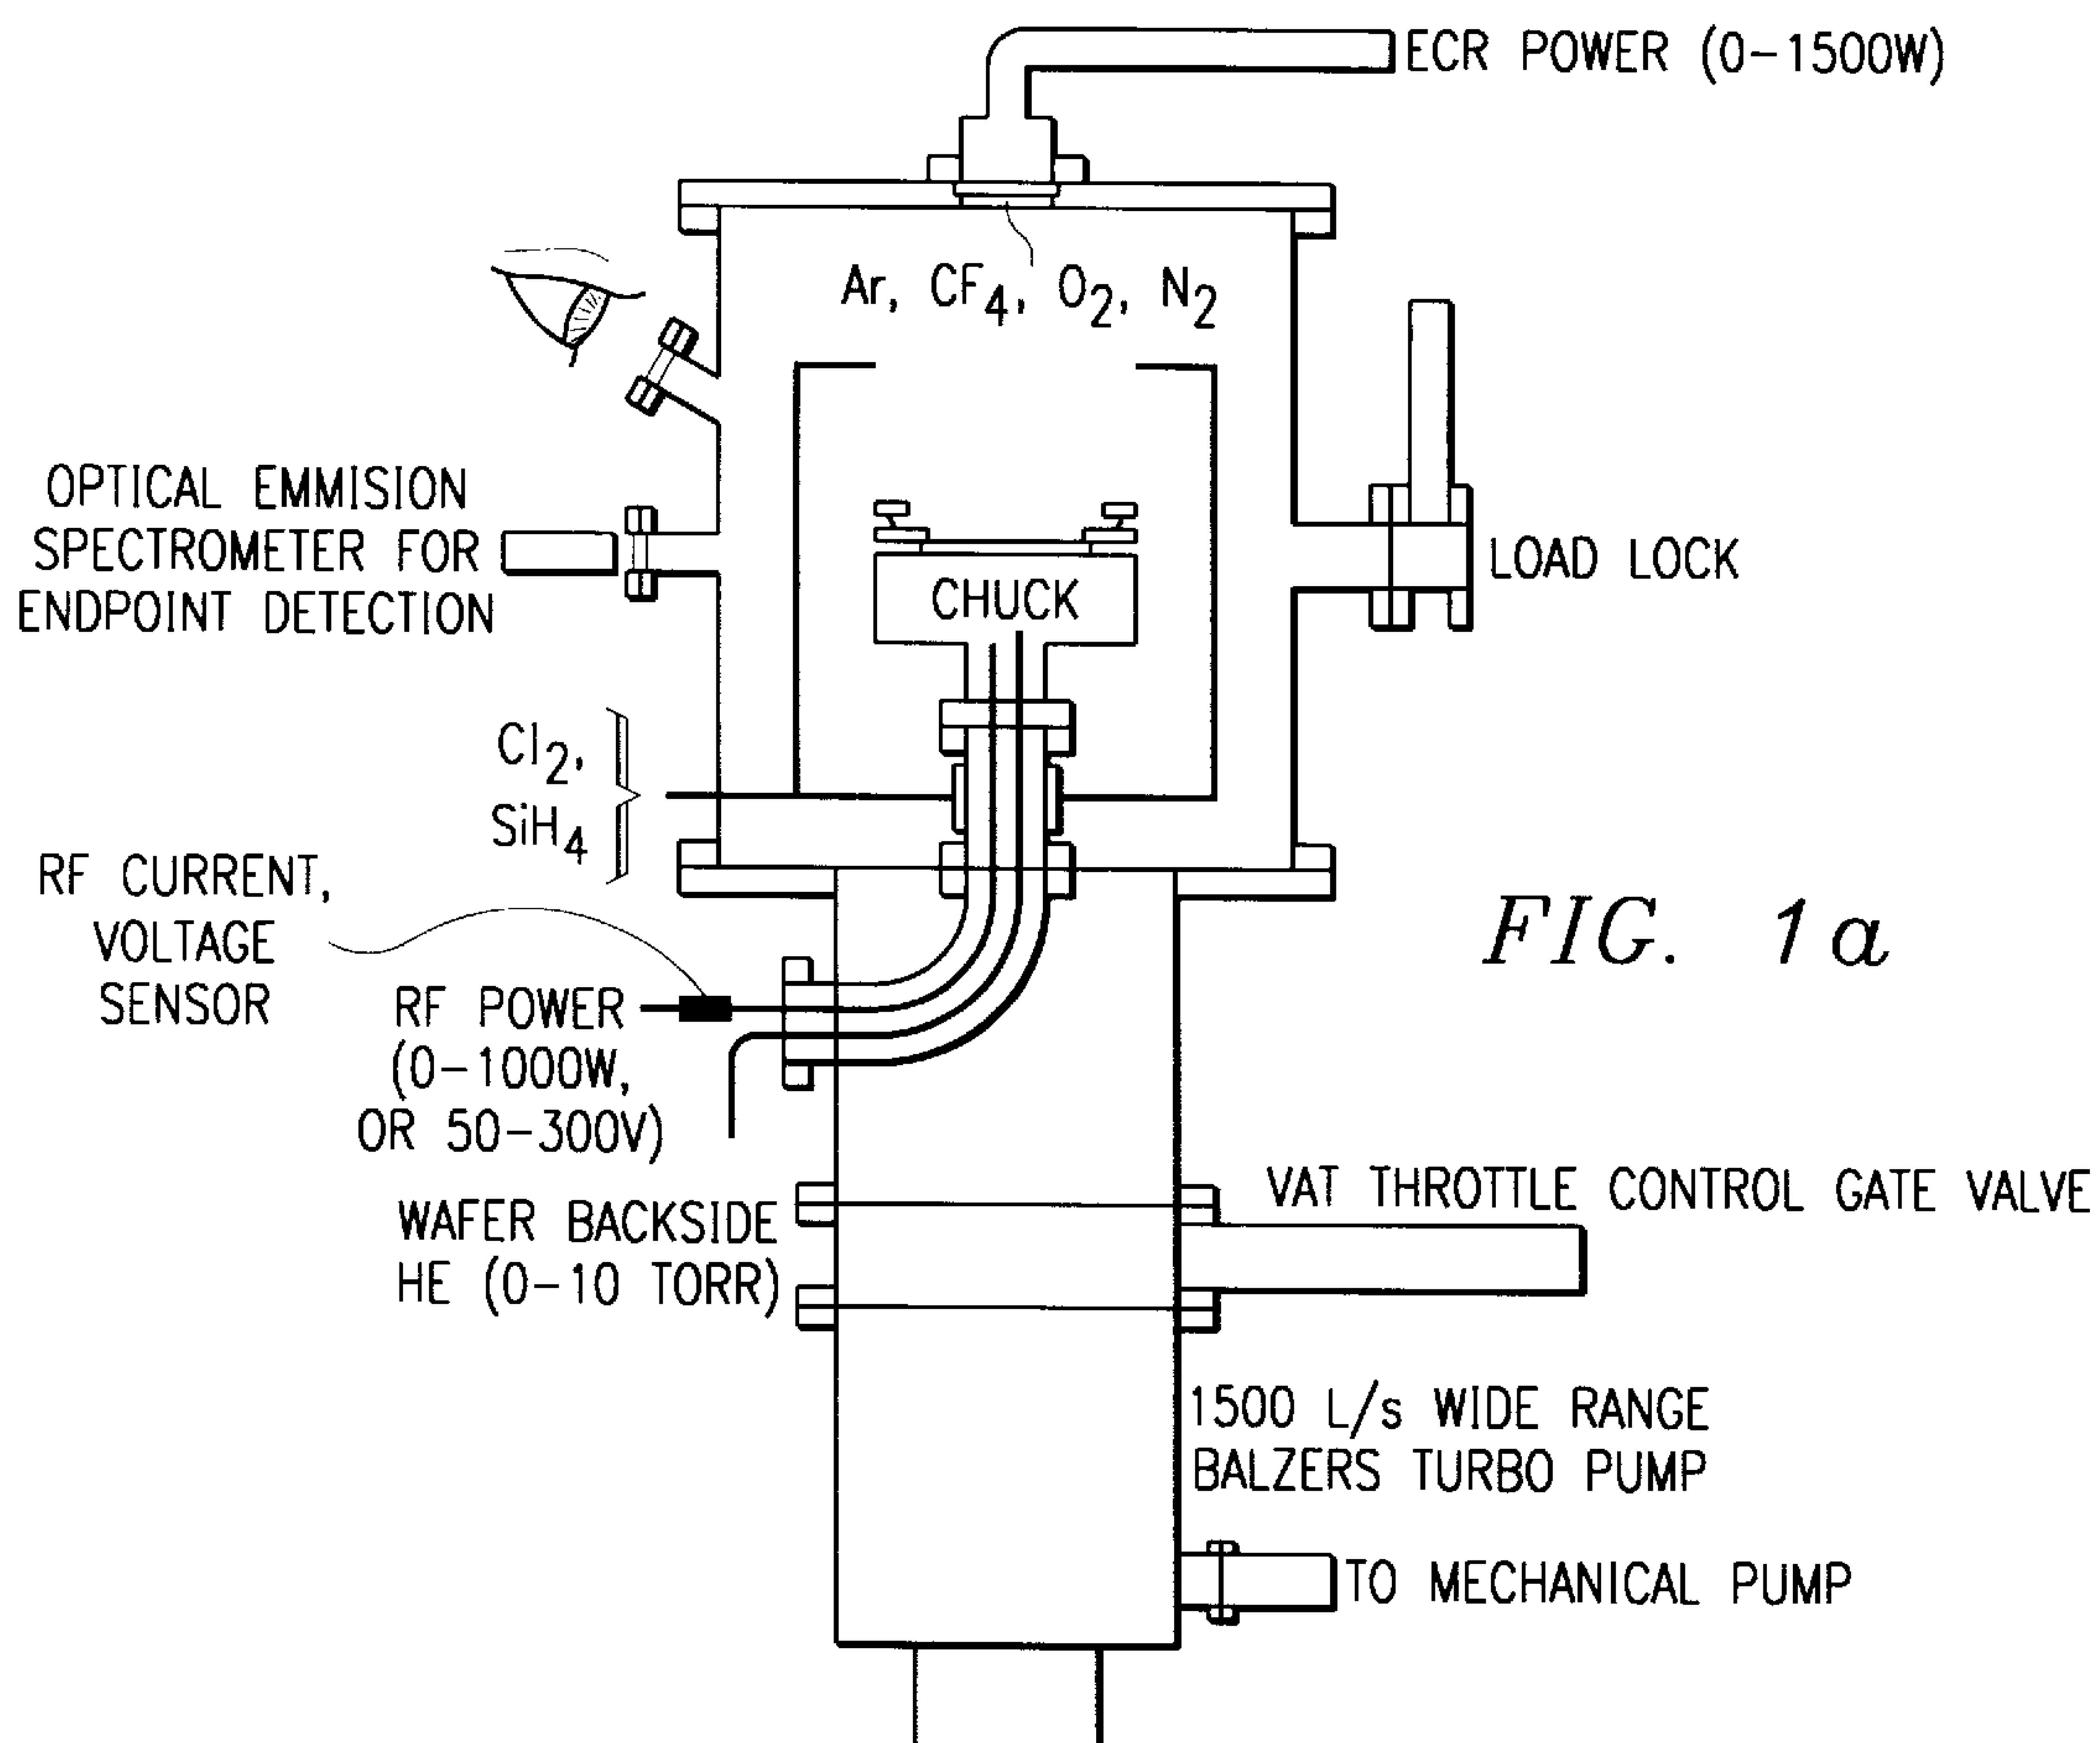 ECR POWER (0-1500W)
Ar, CF4, O2, N2
OPTICAL EMMISION
SPECTROMETER FOR
ENDPOINT DETECTION
CHUCK
LOAD LOCK
Cl2,
SiH4
RF CURRENT,
VOLTAGE
SENSOR
RF POWER
(0-1000W,
OR 50-300V)
FIG. 1a
WAFER BACKSIDE
HE (0-10 TORR)
VAT THROTTLE CONTROL GATE VALVE
1500 L/s WIDE RANGE
BALZERS TURBO PUMP
TO MECHANICAL PUMP